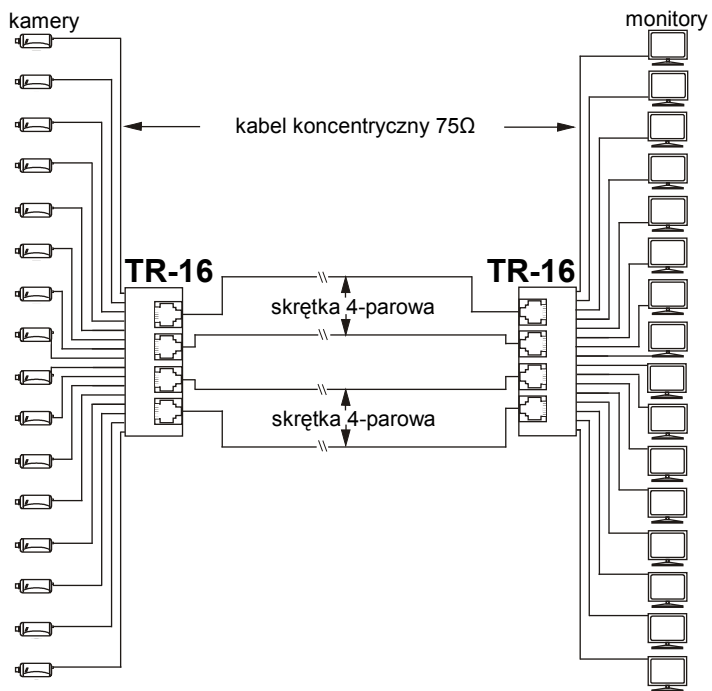 kamery
monitory
kabel koncentryczny 75Ω
TR-16
TR-16
skrętka 4-parowa
skrętka 4-parowa